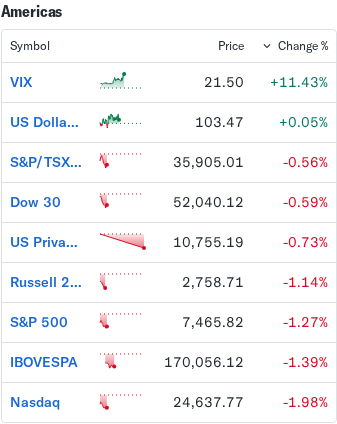 Americas
Symbol Price Change %
VIX 21.50 +11.43%
US Dolla... 103.47 +0.05%
S&P/TSX... 35,905.01 -0.56%
Dow 30 52,040.12 -0.59%
US Priva... 10,755.19 -0.73%
Russell 2... 2,758.71 -1.14%
S&P 500 7,465.82 -1.27%
IBOVESPA 170,056.12 -1.39%
Nasdaq 24,637.77 -1.98%